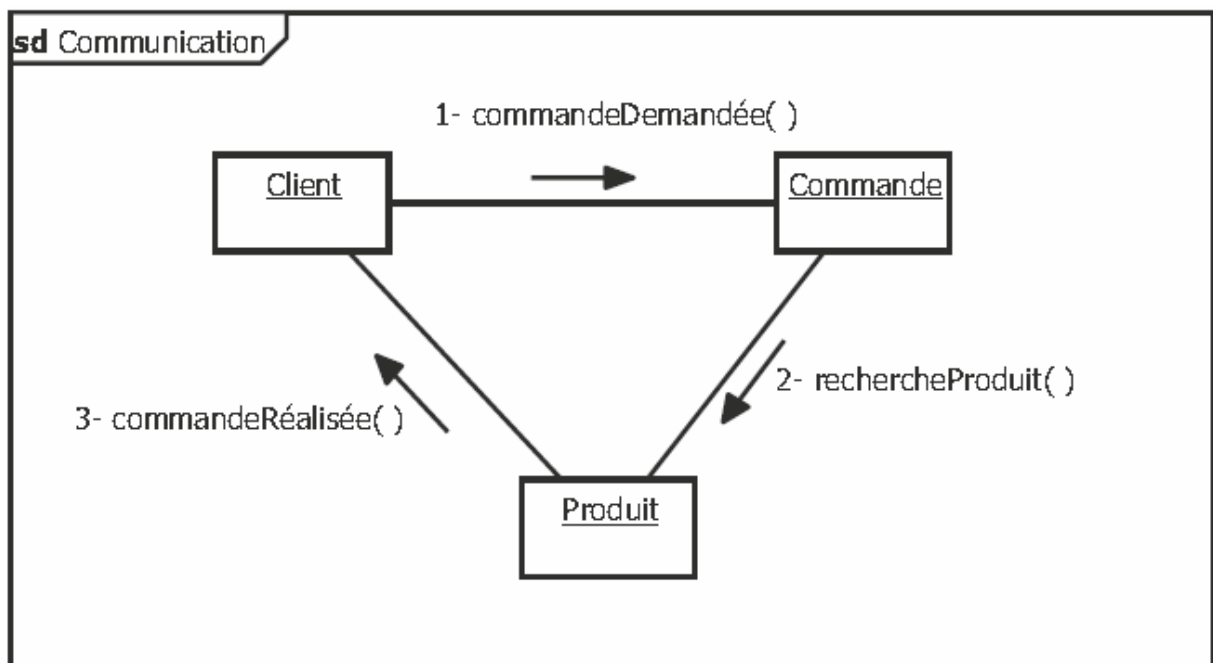 sd Communication
1- commandeDemandée( )
Client
Commande
2- rechercheProduit( )
3- commandeRéalisée( )
Produit